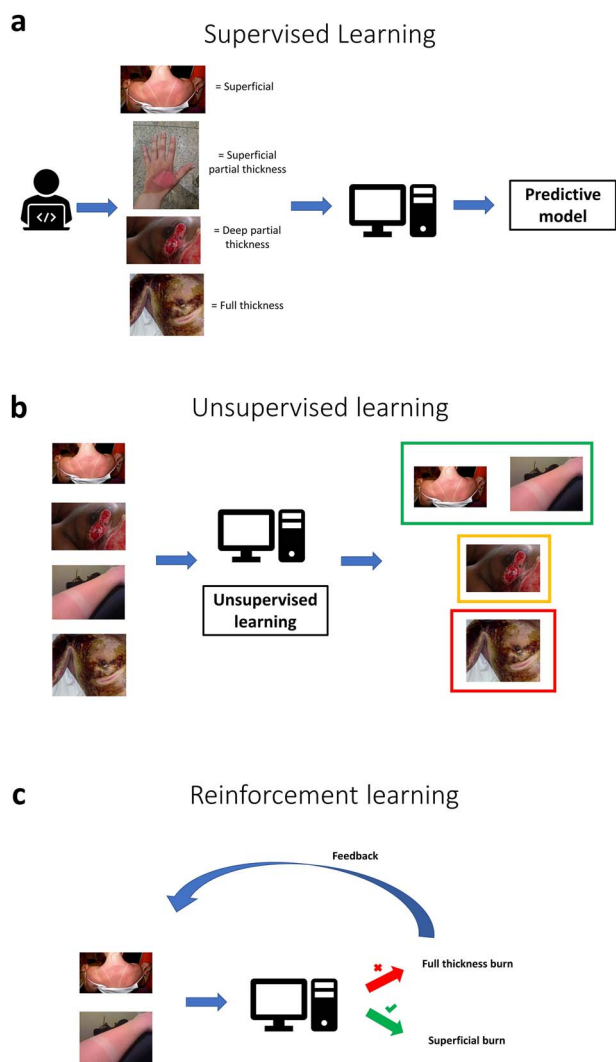 a
Supervised Learning
= Superficial
= Superficial
partial thickness
</>
= Deep partial
thickness
= Full thickness
Predictive
model
b
Unsupervised learning
Unsupervised
learning
c
Reinforcement learning
Feedback
Full thickness burn
Superficial burn